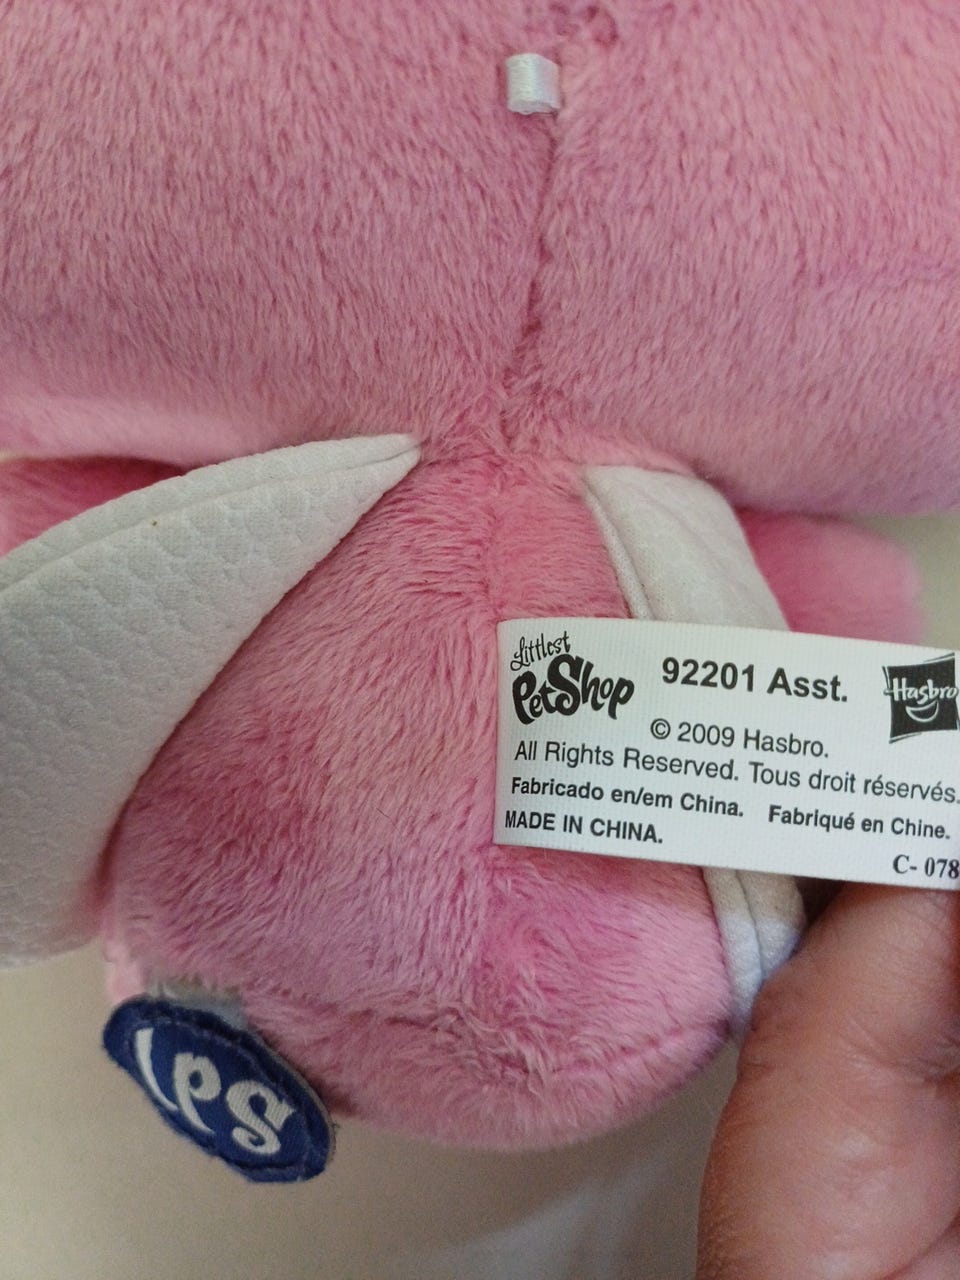 Littlest
PetShop
92201 Asst.
Hasbro
© 2009 Hasbro.
All Rights Reserved. Tous droit réservés.
Fabricado en/em China. Fabriqué en Chine.
MADE IN CHINA.
C- 078
LPS